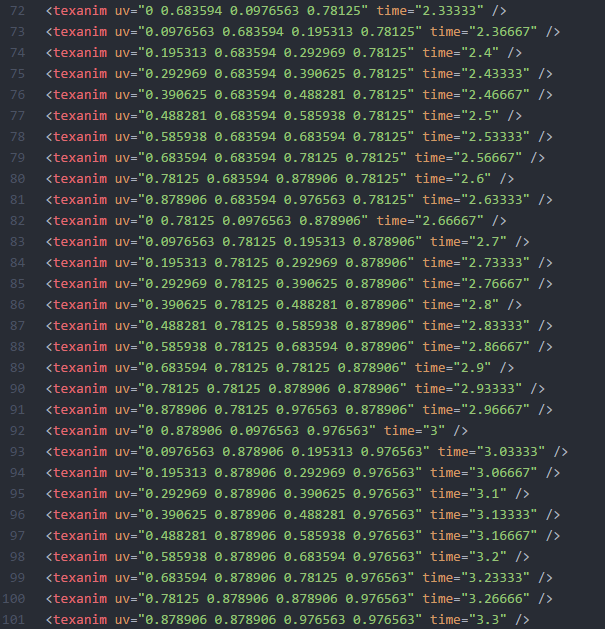 72 <texanim uv="0 0.683594 0.0976563 0.78125" time="2.33333" />
73 <texanim uv="0.0976563 0.683594 0.195313 0.78125" time="2.36667" />
74 <texanim uv="0.195313 0.683594 0.292969 0.78125" time="2.4" />
75 <texanim uv="0.292969 0.683594 0.390625 0.78125" time="2.43333" />
76 <texanim uv="0.390625 0.683594 0.488281 0.78125" time="2.46667" />
77 <texanim uv="0.488281 0.683594 0.585938 0.78125" time="2.5" />
78 <texanim uv="0.585938 0.683594 0.683594 0.78125" time="2.53333" />
79 <texanim uv="0.683594 0.683594 0.78125 0.78125" time="2.56667" />
80 <texanim uv="0.78125 0.683594 0.878906 0.78125" time="2.6" />
81 <texanim uv="0.878906 0.683594 0.976563 0.78125" time="2.63333" />
82 <texanim uv="0 0.78125 0.0976563 0.878906" time="2.66667" />
83 <texanim uv="0.0976563 0.78125 0.195313 0.878906" time="2.7" />
84 <texanim uv="0.195313 0.78125 0.292969 0.878906" time="2.73333" />
85 <texanim uv="0.292969 0.78125 0.390625 0.878906" time="2.76667" />
86 <texanim uv="0.390625 0.78125 0.488281 0.878906" time="2.8" />
87 <texanim uv="0.488281 0.78125 0.585938 0.878906" time="2.83333" />
88 <texanim uv="0.585938 0.78125 0.683594 0.878906" time="2.86667" />
89 <texanim uv="0.683594 0.78125 0.78125 0.878906" time="2.9" />
90 <texanim uv="0.78125 0.78125 0.878906 0.878906" time="2.93333" />
91 <texanim uv="0.878906 0.78125 0.976563 0.878906" time="2.96667" />
92 <texanim uv="0 0.878906 0.0976563 0.976563" time="3" />
93 <texanim uv="0.0976563 0.878906 0.195313 0.976563" time="3.03333" />
94 <texanim uv="0.195313 0.878906 0.292969 0.976563" time="3.06667" />
95 <texanim uv="0.292969 0.878906 0.390625 0.976563" time="3.1" />
96 <texanim uv="0.390625 0.878906 0.488281 0.976563" time="3.13333" />
97 <texanim uv="0.488281 0.878906 0.585938 0.976563" time="3.16667" />
98 <texanim uv="0.585938 0.878906 0.683594 0.976563" time="3.2" />
99 <texanim uv="0.683594 0.878906 0.78125 0.976563" time="3.23333" />
100 <texanim uv="0.78125 0.878906 0.878906 0.976563" time="3.26666" />
101 <texanim uv="0.878906 0.878906 0.976563 0.976563" time="3.3" />